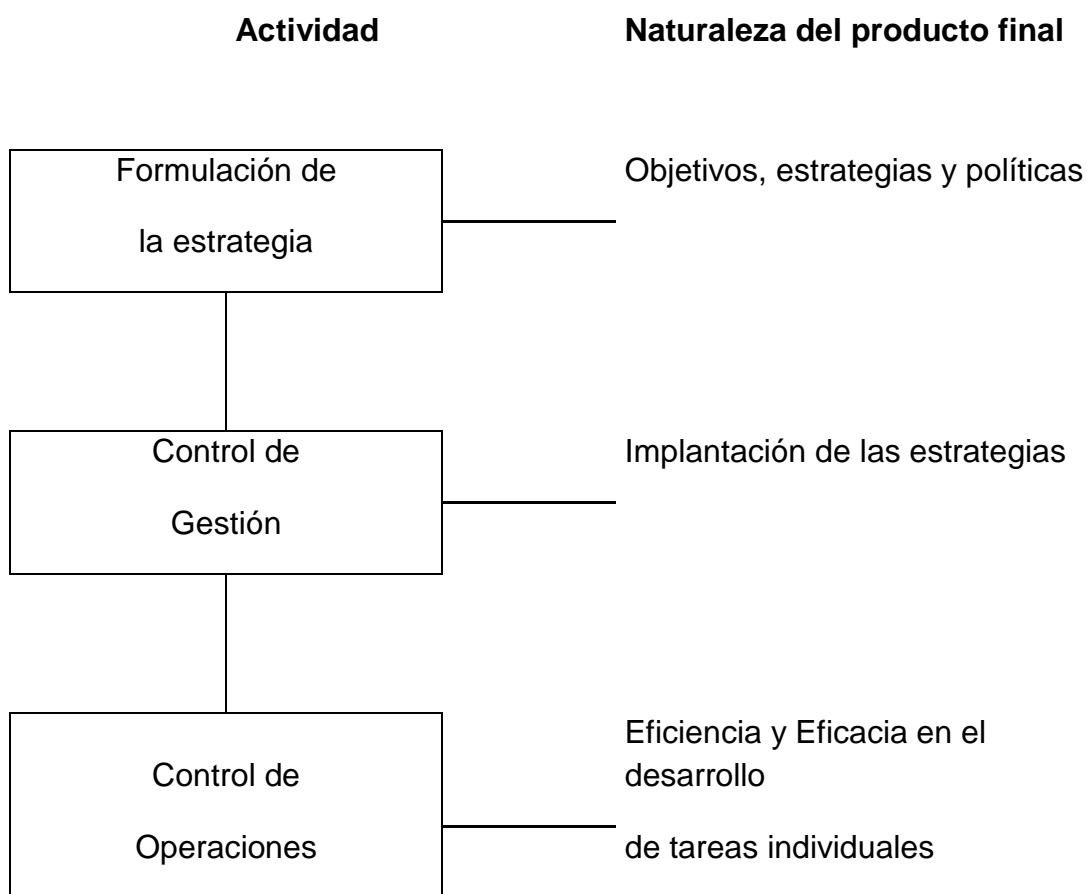 Actividad
Naturaleza del producto final
Formulación de
la estrategia
Objetivos, estrategias y políticas
Control de
Gestión
Implantación de las estrategias
Control de
Operaciones
Eficiencia y Eficacia en el
desarrollo
de tareas individuales